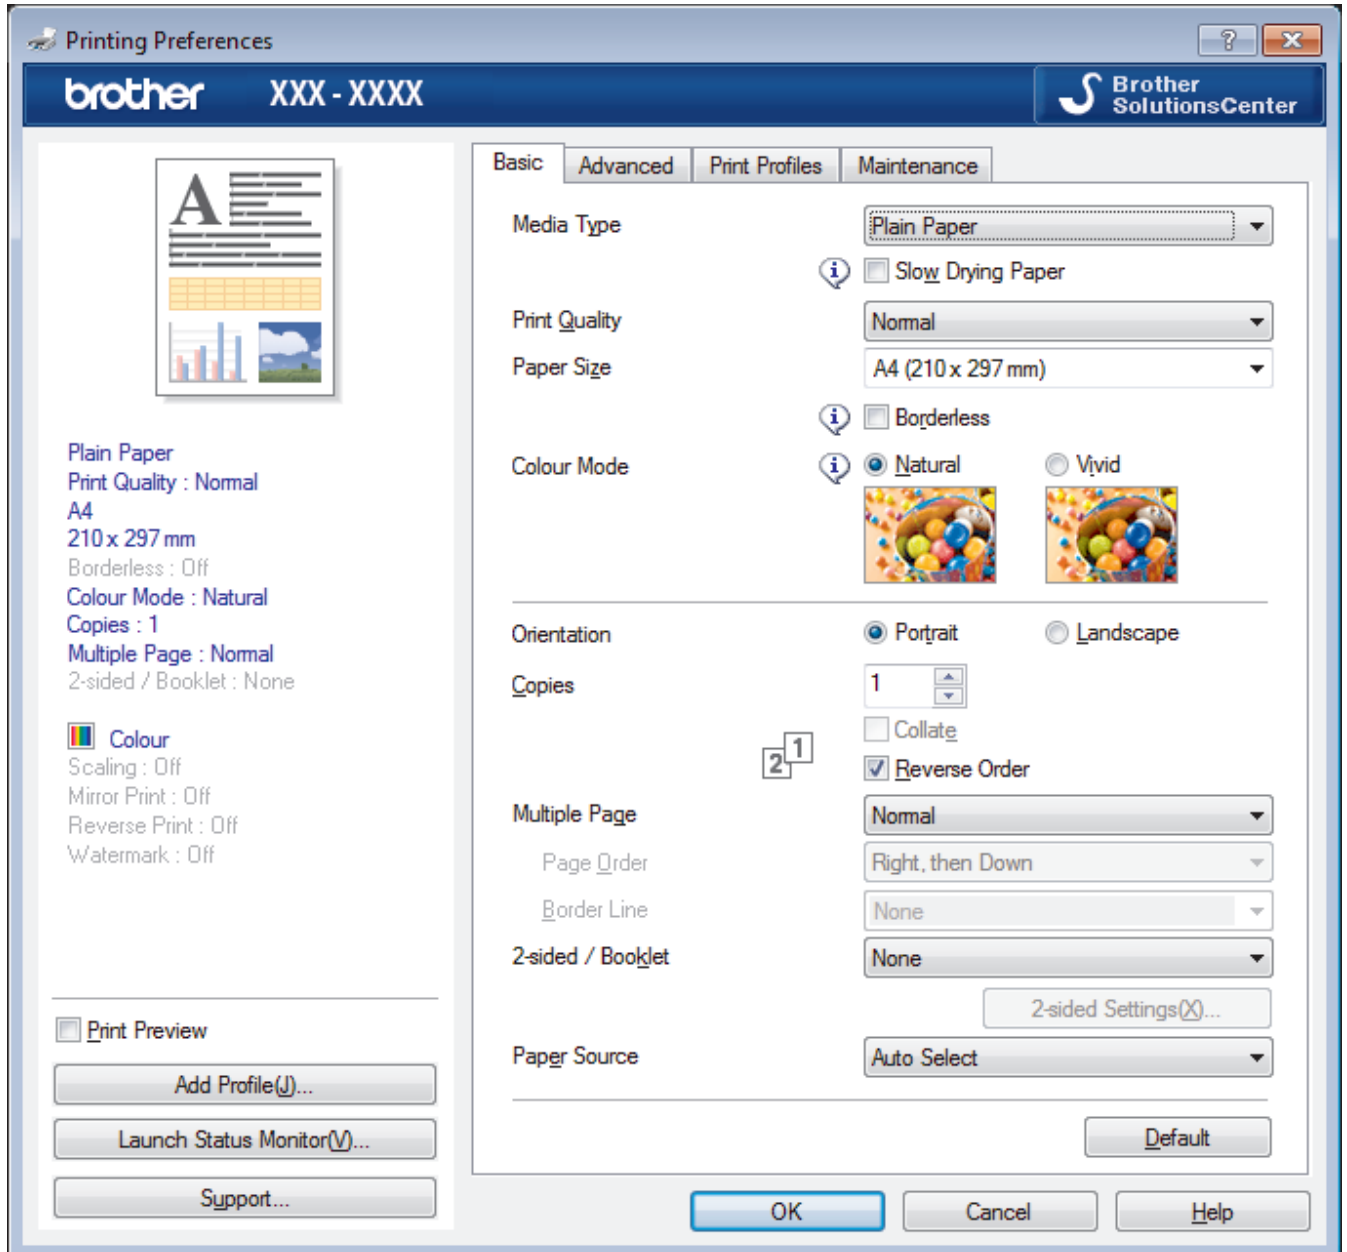 Printing Preferences
brother XXX - XXXX
Brother
SolutionsCenter
A
Plain Paper
Print Quality : Normal
A4
210 x 297 mm
Borderless : Off
Colour Mode : Natural
Copies : 1
Multiple Page : Normal
2-sided / Booklet : None
Colour
Scaling : Off
Mirror Print : Off
Reverse Print : Off
Watermark : Off
Print Preview
Add Profile(J)...
Launch Status Monitor(V)...
Support...
Basic Advanced Print Profiles Maintenance
Media Type Plain Paper
Slow Drying Paper
Print Quality Normal
Paper Size A4 (210 x 297 mm)
Borderless
Colour Mode Natural Vivid
Orientation Portrait Landscape
Copies 1
Collate
2 1
Reverse Order
Multiple Page Normal
Page Order Right, then Down
Border Line None
2-sided / Booklet None
2-sided Settings(X)...
Paper Source Auto Select
Default
OK Cancel Help